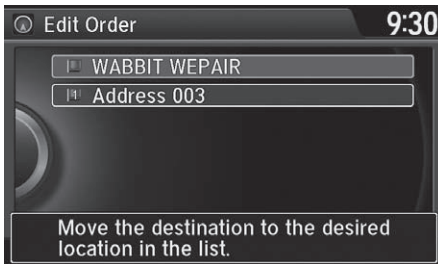 Edit Order
9:30
WABBIT WEPAIR
Address 003
Move the destination to the desired
location in the list.